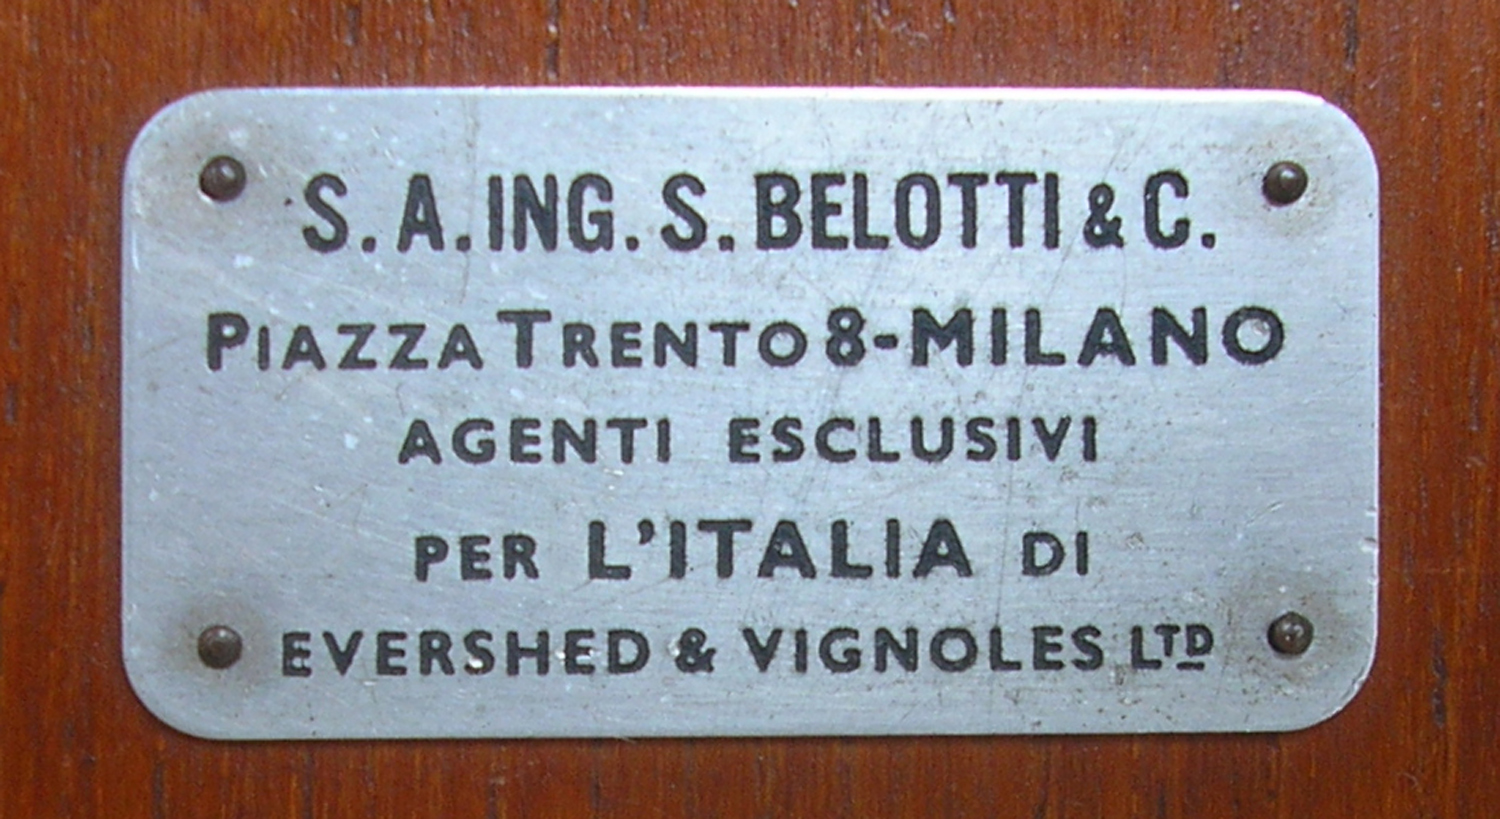 S. A. ING. S. BELOTTI & C.
PIAZZA TRENTO 8-MILANO
AGENTI ESCLUSIVI
PER L'ITALIA DI
EVERSHED & VIGNOLES LTD